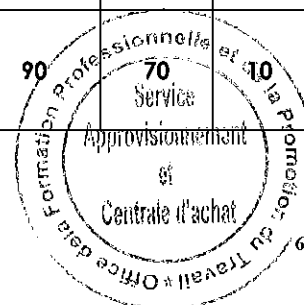 90 70 10
Office de la Formation Professionnelle et de la Promotion du Travail *
Service
Approvisionnement
et
Centrale d'achat
6